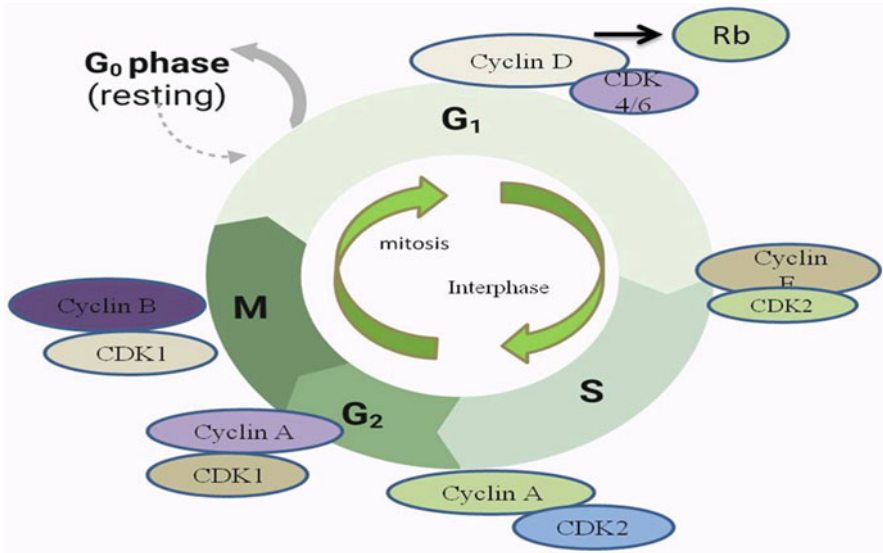 Cyclin D
Rb
CDK
4/6
G₀ phase
(resting)
G₁
mitosis
Interphase
Cyclin E
CDK2
Cyclin B
CDK1
M
S
G₂
Cyclin A
CDK1
Cyclin A
CDK2